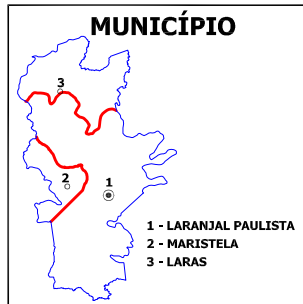 MUNICÍPIO
3
2
1
1 - LARANJAL PAULISTA
2 - MARISTELA
3 - LARAS